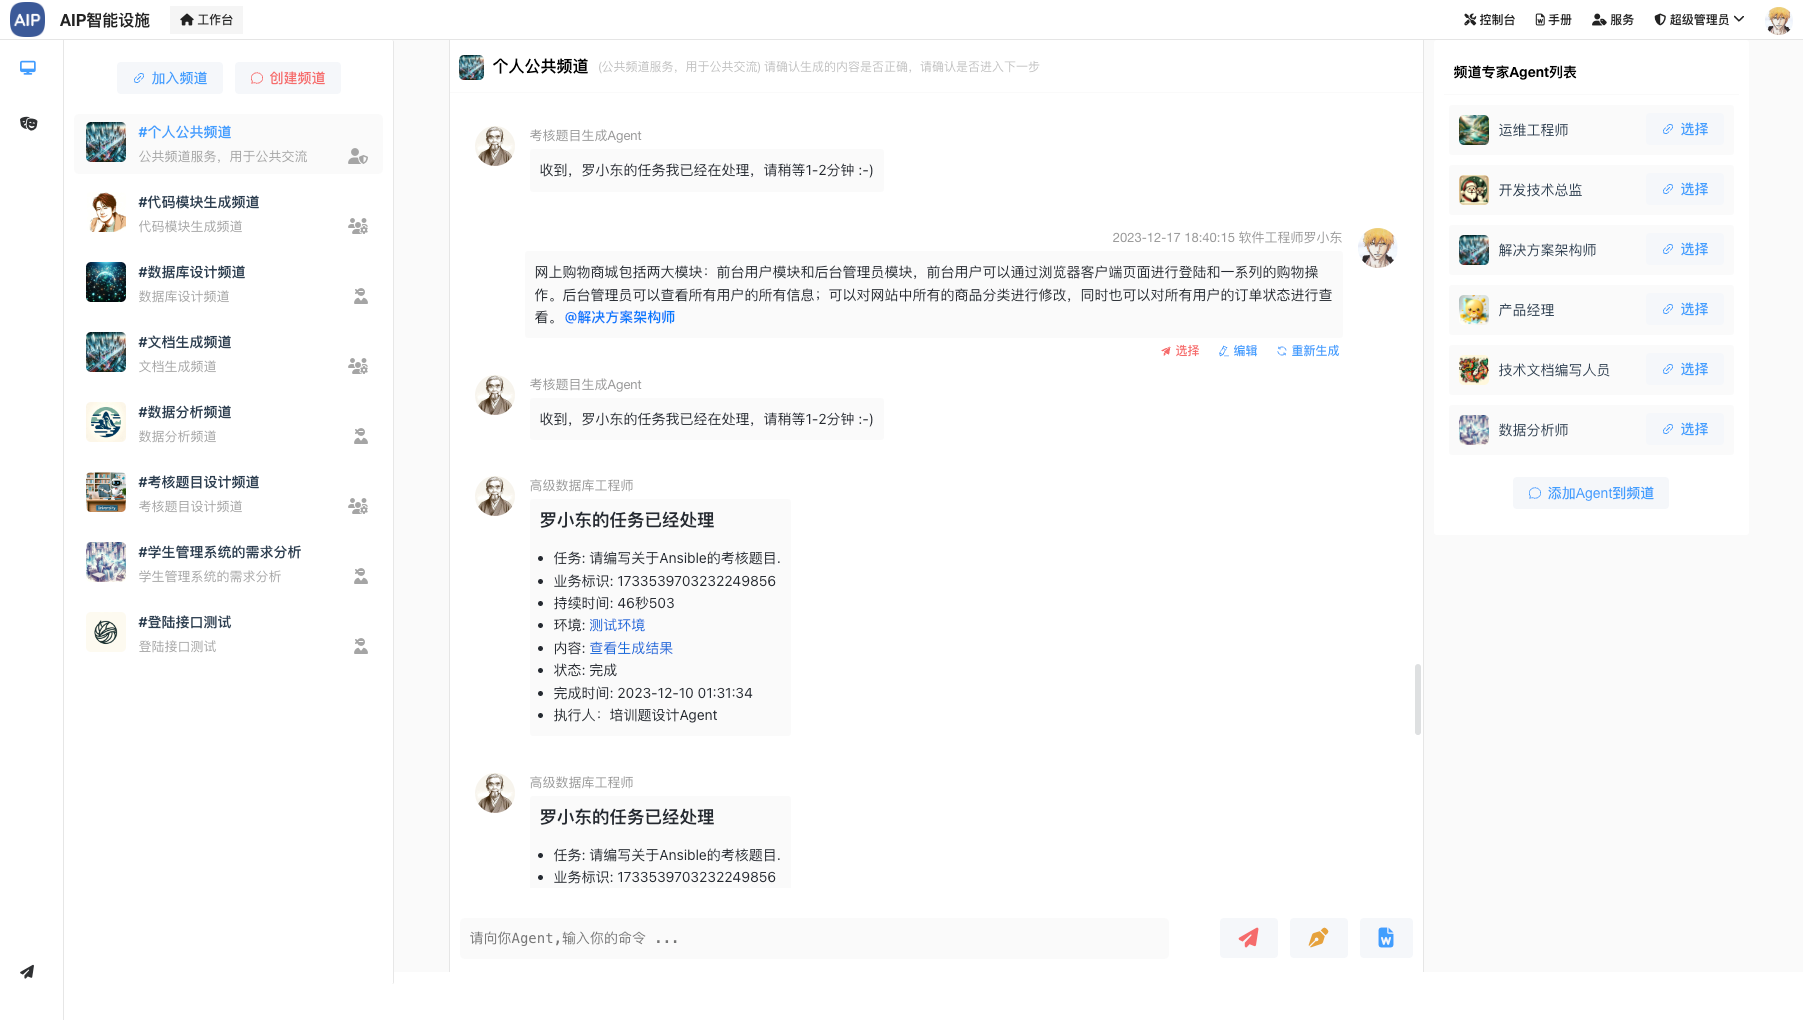 AIP AIP智能设施 工作台 控制台 手册 服务 超级管理员
加入频道 创建频道
#个人公共频道
公共频道服务，用于公共交流
#代码模块生成频道
代码模块生成频道
#数据库设计频道
数据库设计频道
#文档生成频道
文档生成频道
#数据分析频道
数据分析频道
#考核题目设计频道
考核题目设计频道
#学生管理系统的需求分析
学生管理系统的需求分析
#登陆接口测试
登陆接口测试
个人公共频道 (公共频道服务，用于公共交流) 请确认生成的内容是否正确，请确认是否进入下一步
考核题目生成Agent
收到，罗小东的任务我已经在处理，请稍等1-2分钟 :-)
2023-12-17 18:40:15 软件工程师罗小东
网上购物商城包括两大模块：前台用户模块和后台管理员模块，前台用户可以通过浏览器客户端页面进行登陆和一系列的购物操
作。后台管理员可以查看所有用户的所有信息；可以对网站中所有的商品分类进行修改，同时也可以对所有用户的订单状态进行查
看。 @解决方案架构师
选择 编辑 重新生成
考核题目生成Agent
收到，罗小东的任务我已经在处理，请稍等1-2分钟 :-)
高级数据库工程师
罗小东的任务已经处理
任务: 请编写关于Ansible的考核题目.
业务标识: 1733539703232249856
持续时间: 46秒503
环境: 测试环境
内容: 查看生成结果
状态: 完成
完成时间: 2023-12-10 01:31:34
执行人：培训题设计Agent
高级数据库工程师
罗小东的任务已经处理
任务: 请编写关于Ansible的考核题目.
业务标识: 1733539703232249856
请向你Agent,输入你的命令 ...
频道专家Agent列表
运维工程师 选择
开发技术总监 选择
解决方案架构师 选择
产品经理 选择
技术文档编写人员 选择
数据分析师 选择
添加Agent到频道